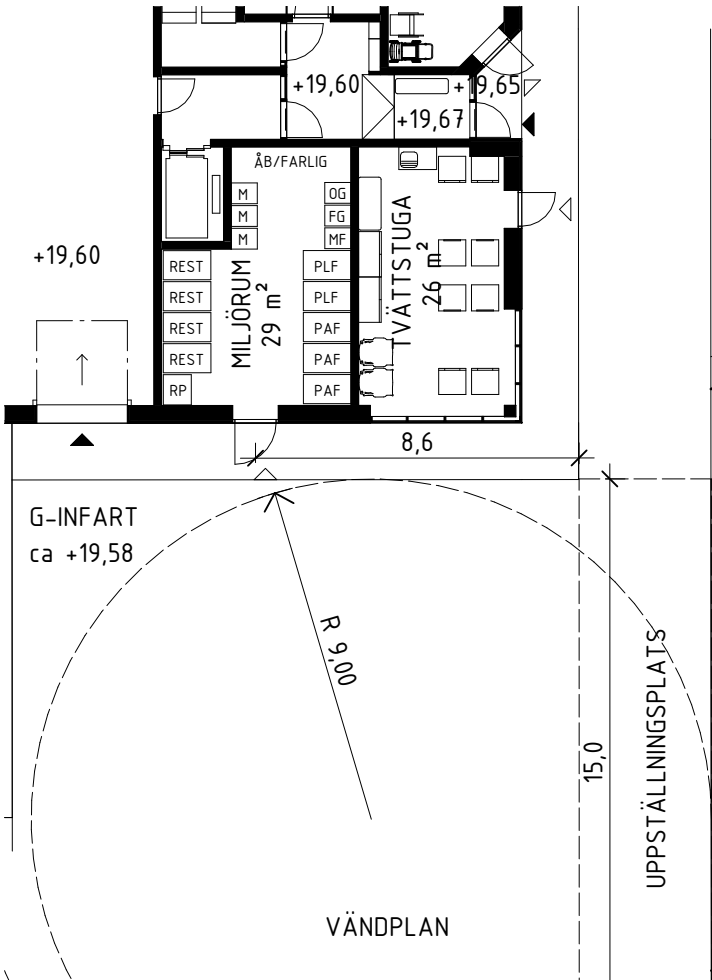 +19,60
+19,65
+19,67
ÅB/FARLIG
M
OG
M
FG
M
MF
+19,60
REST
PLF
REST
PLF
REST
PAF
REST
PAF
RP
PAF
MILJÖRUM
29 m²
TVÄTTSTUGA
26 m²
8,6
G-INFART
ca +19,58
R 9,00
15,0
UPPSTÄLLNINGSPLATS
VÄNDPLAN